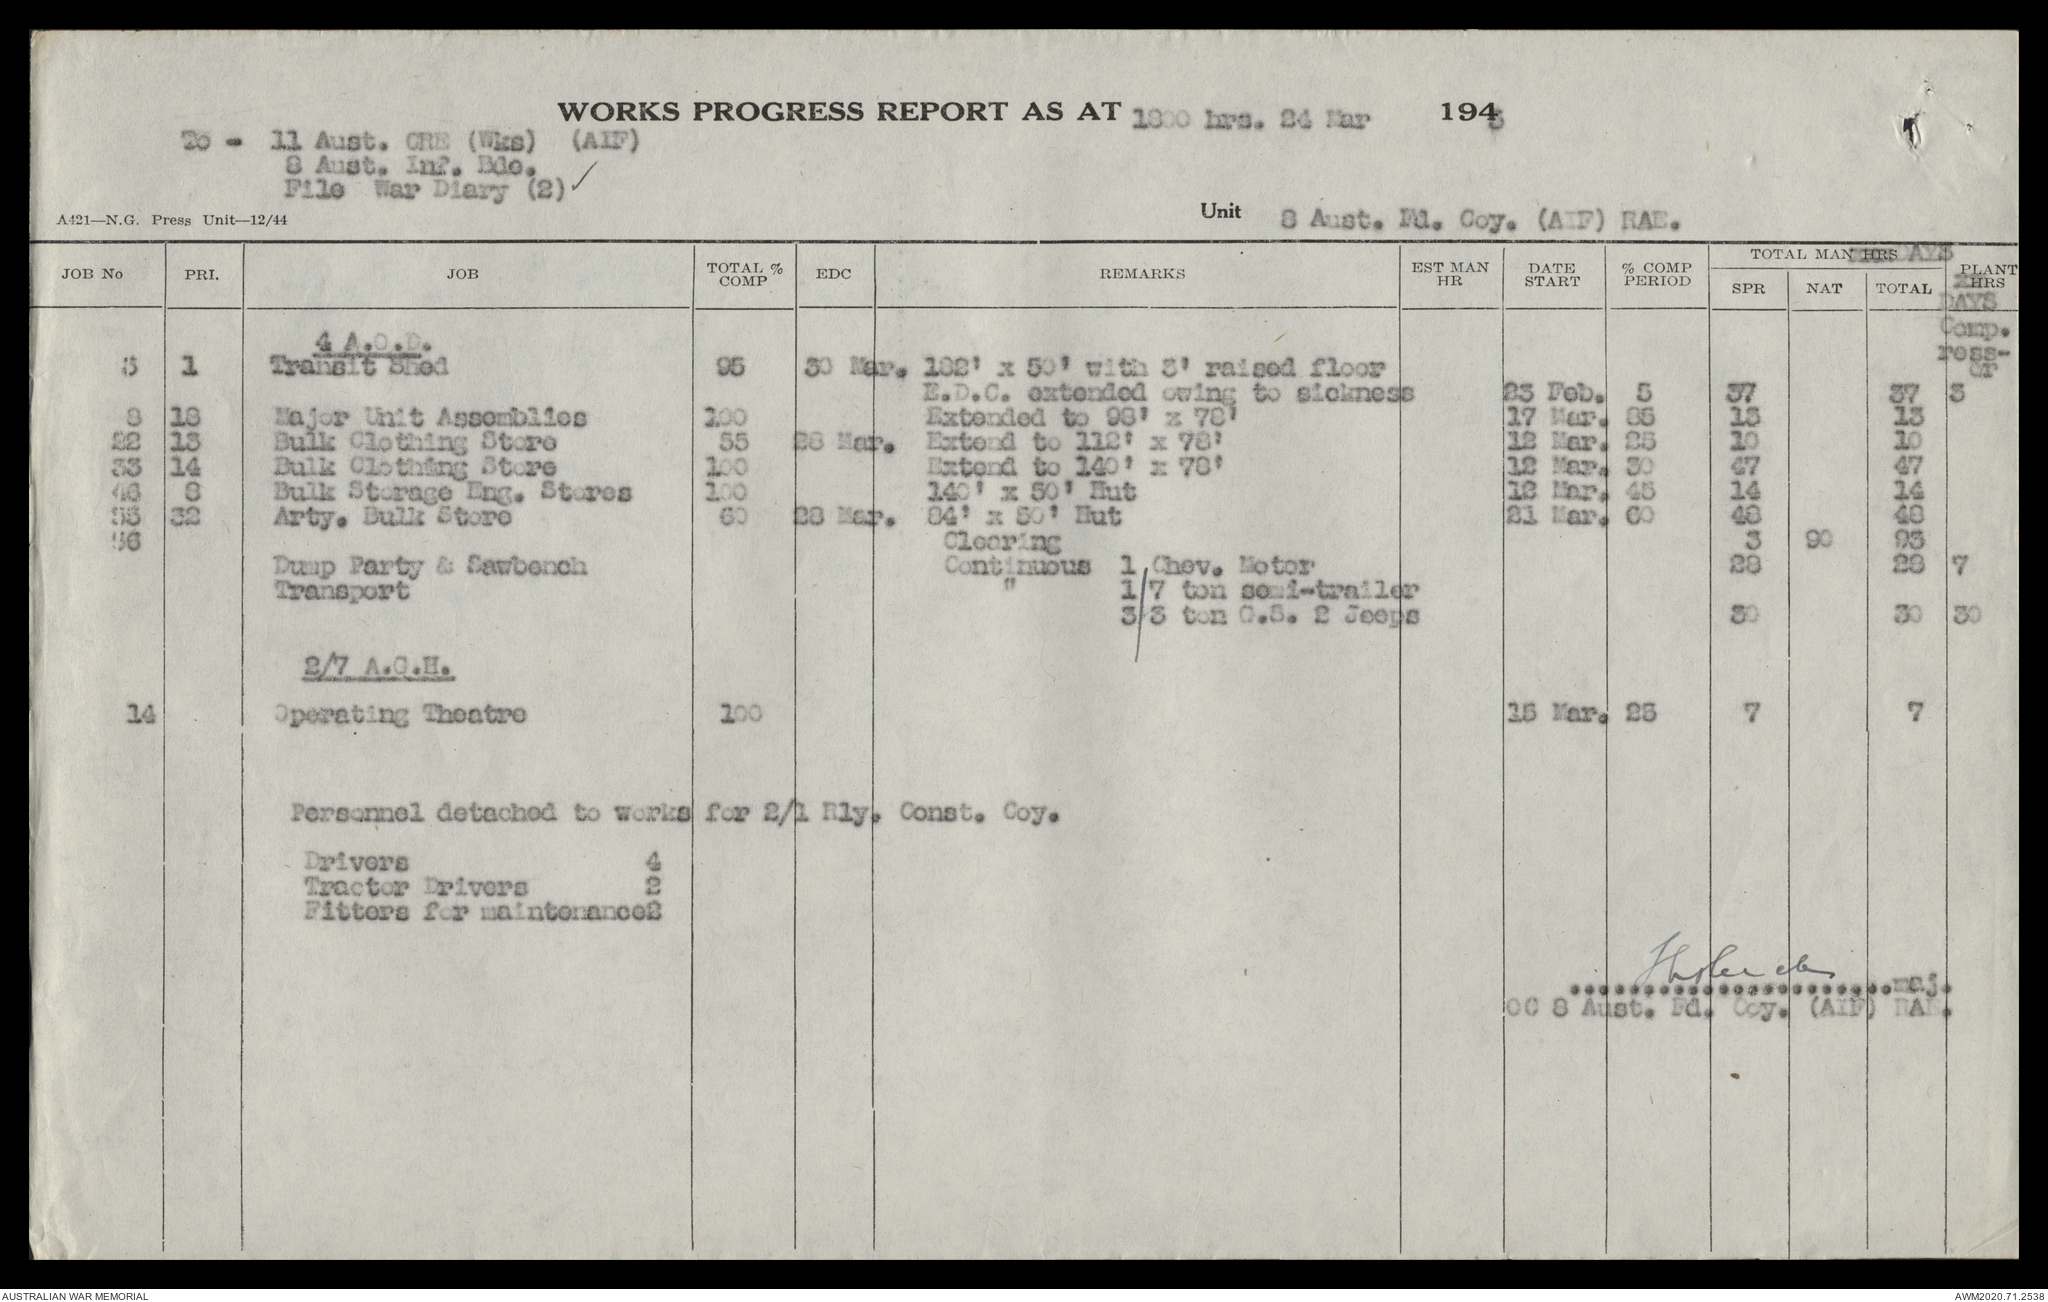 WORKS PROGRESS REPORT AS AT 1800 hrs. 24 Mar 1945
To - 11 Aust. CRE (Wks) (AIF)
8 Aust. Inf. Bde.
File War Diary (2) ✓
A421—N.G. Press Unit—12/44
Unit 8 Aust. Fd. Coy. (AIF) RAE.
JOB No PRI. JOB TOTAL % COMP EDC REMARKS EST MAN HR DATE START % COMP PERIOD TOTAL MAN HRS DAYS SPR NAT TOTAL PLANT HRS DAYS
Comp.
ress-
or
4 A.O.D.
5 1 Transit Shed 95 30 Mar. 182' x 50' with 3' raised floor
E.D.C. extended owing to sickness 23 Feb. 5 37 37 3
8 18 Major Unit Assemblies 100 Extended to 98' x 78' 17 Mar. 85 13 13
22 13 Bulk Clothing Store 55 28 Mar. Extend to 112' x 78' 12 Mar. 25 10 10
33 14 Bulk Clothing Store 100 Extend to 140' x 78' 12 Mar. 30 47 47
46 8 Bulk Storage Eng. Stores 100 140' x 50' Hut 12 Mar. 45 14 14
55 32 Arty. Bulk Store 60 28 Mar. 84' x 50' Hut 21 Mar. 60 48 48
56 Clearing 3 90 93
Dump Party & Sawbench Continuous 1 Chev. Motor 28 28 7
Transport " 1/7 ton semi-trailer
3/3 ton G.S. 2 Jeeps 30 30 30
2/7 A.G.H.
14 Operating Theatre 100 15 Mar. 25 7 7
Personnel detached to works for 2/1 Rly. Const. Coy.
Drivers 4
Tractor Drivers 2
Fitters for maintenance2
......................maj.
OC 8 Aust. Fd. Coy. (AIF) RAE.
AUSTRALIAN WAR MEMORIAL
AWM2020.71.2538